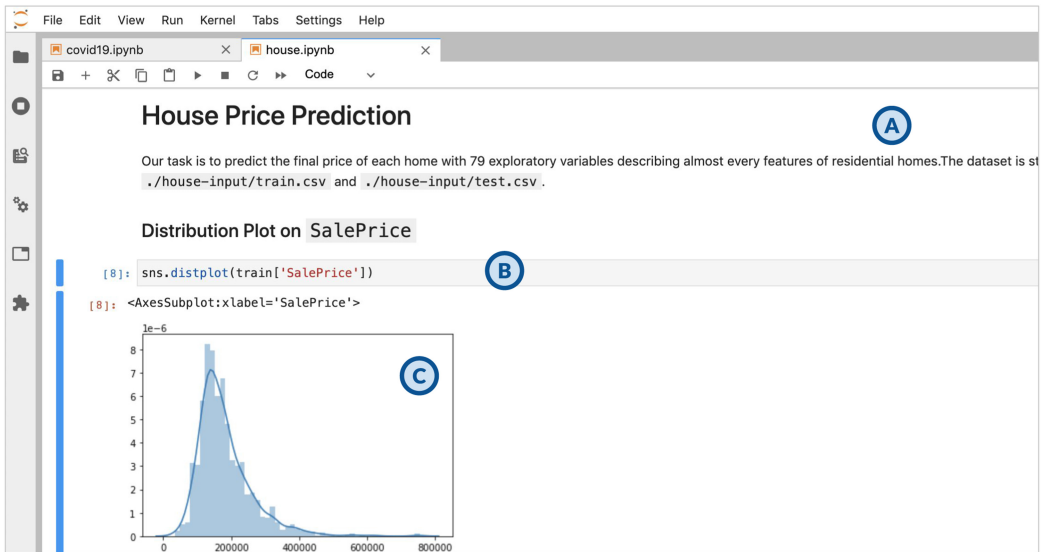 File Edit View Run Kernel Tabs Settings Help
covid19.ipynb house.ipynb
Code
House Price Prediction
A
Our task is to predict the final price of each home with 79 exploratory variables describing almost every features of residential homes.The dataset is st
./house-input/train.csv and ./house-input/test.csv .
Distribution Plot on SalePrice
[8]: sns.distplot(train['SalePrice'])
B
[8]: <AxesSubplot:xlabel='SalePrice'>
1e-6
8
C
7
6
5
4
3
2
1
0
0 200000 400000 600000 800000